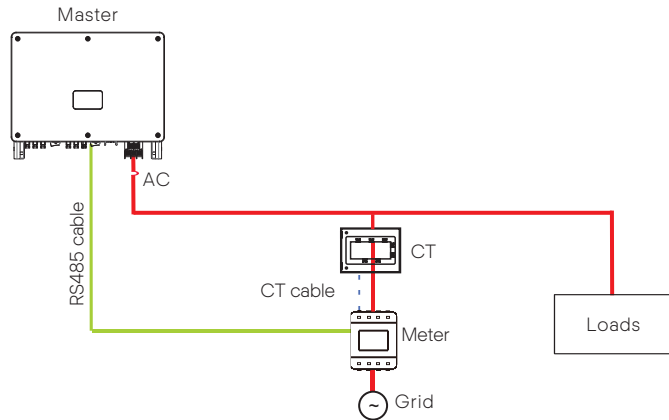 Master
AC
RS485 cable
CT
CT cable
Meter
Loads
Grid
~